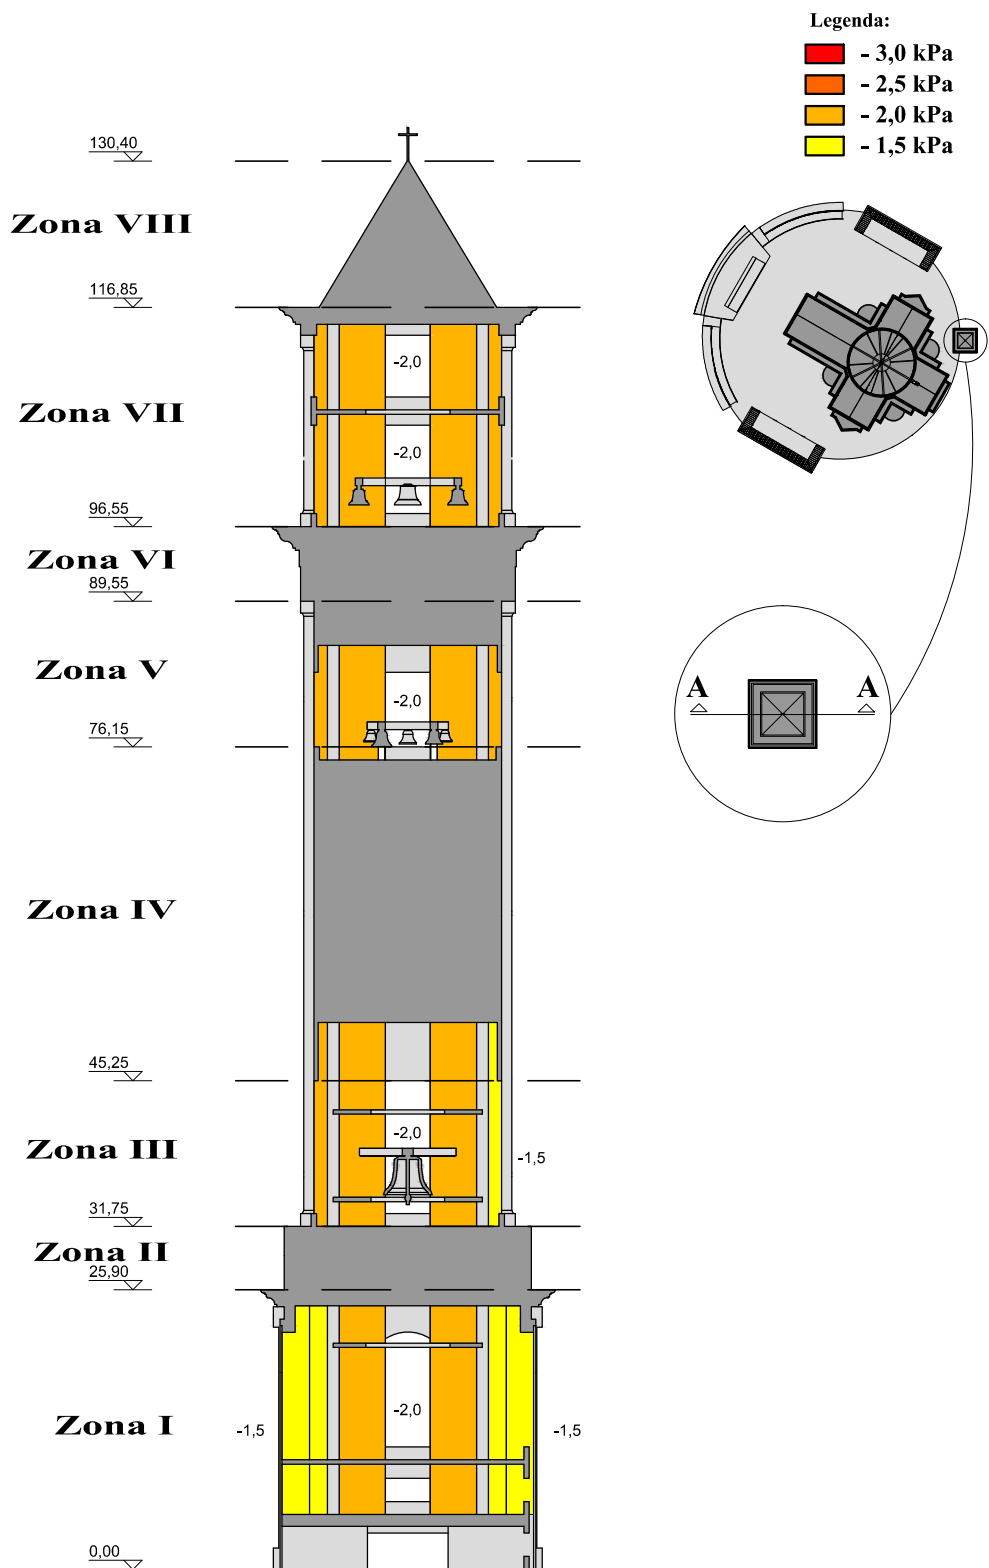 Legenda:
- 3,0 kPa
- 2,5 kPa
- 2,0 kPa
- 1,5 kPa
130,40
Zona VIII
116,85
-2,0
Zona VII
-2,0
96,55
Zona VI
89,55
Zona V
A A
-2,0
76,15
Zona IV
45,25
-2,0
Zona III
-1,5
31,75
Zona II
25,90
-2,0
Zona I
-1,5
-1,5
0,00